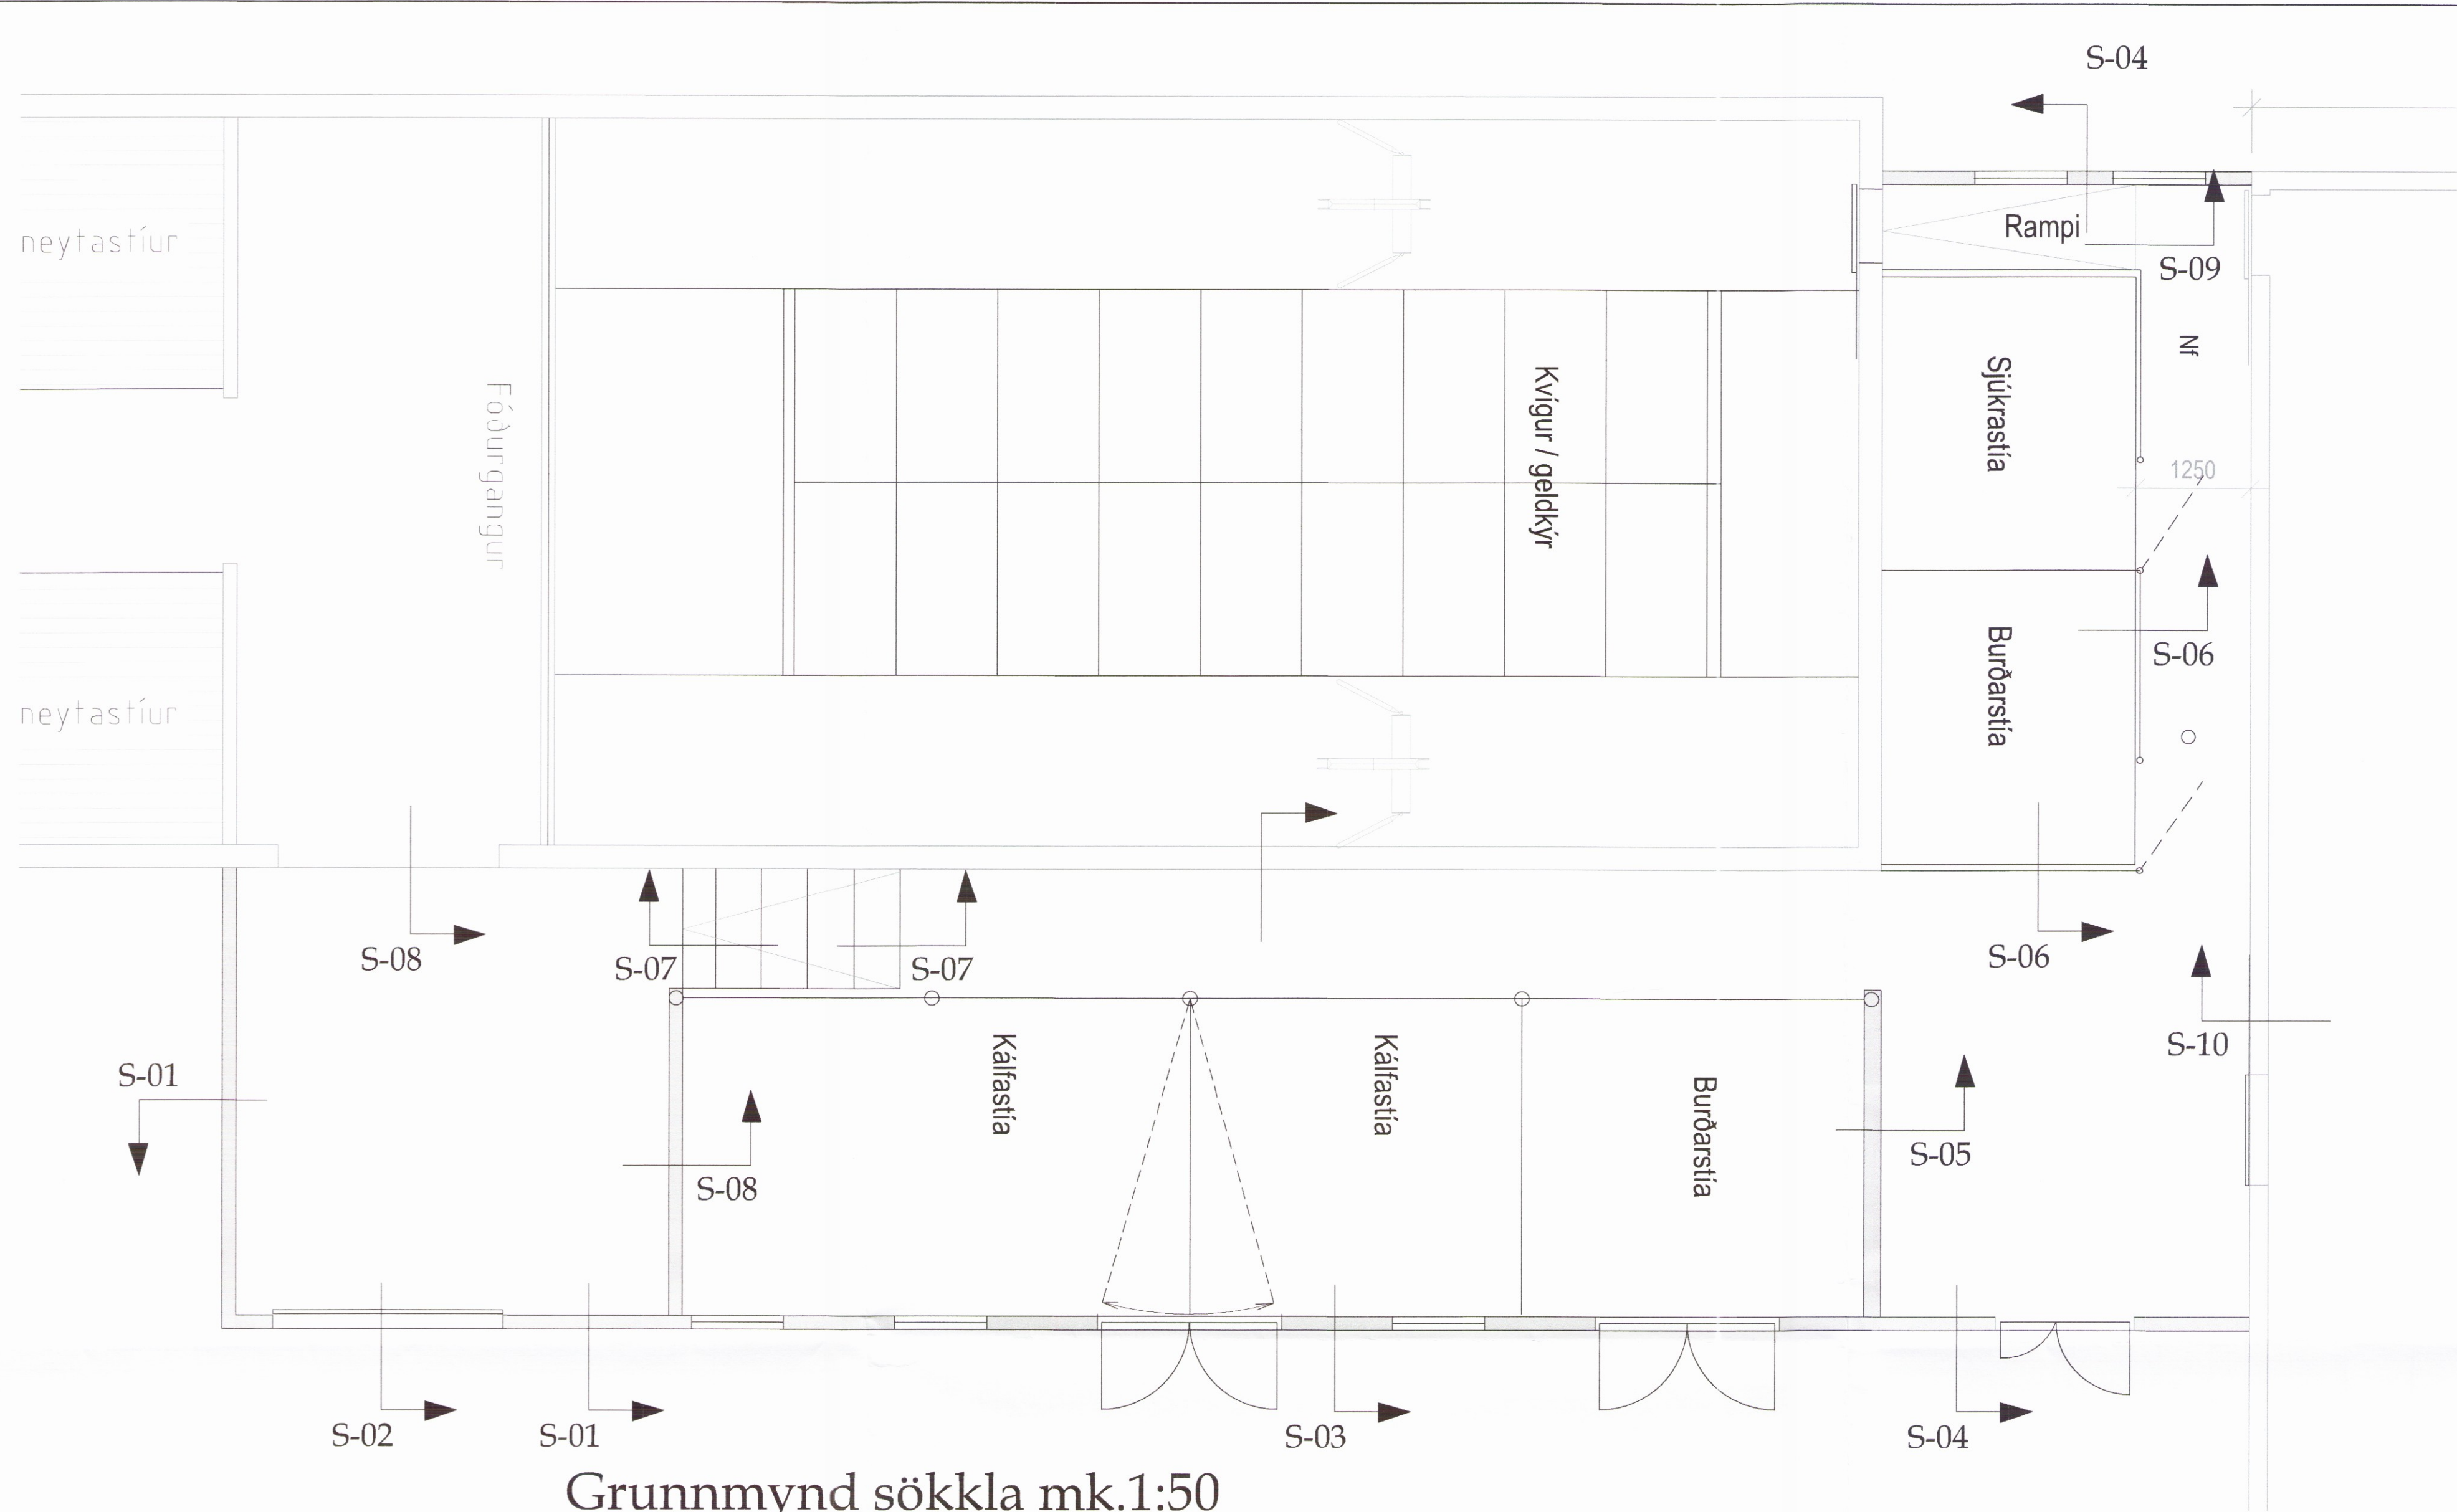 S-04
neytastíur
Rampi
S-09
Nf
Fóðurgangur
Kvígur / geldkýr
Sjúkrastía
1250
neytastíur
Burðarstía
S-06
S-08
S-07
S-07
S-06
S-10
S-01
Kálfastía
Kálfastía
Burðarstía
S-05
S-08
S-02
S-01
S-03
S-04
Grunnmynd sökkla mk.1:50